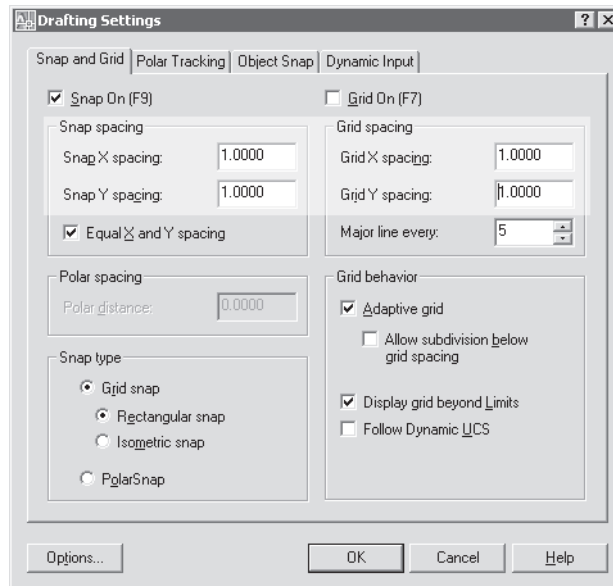 Drafting Settings
Snap and Grid Polar Tracking Object Snap Dynamic Input
Snap On (F9)
Snap spacing
Snap X spacing: 1.0000
Snap Y spacing: 1.0000
Equal X and Y spacing
Polar spacing
Polar distance: 0.0000
Snap type
Grid snap
Rectangular snap
Isometric snap
PolarSnap
Grid On (F7)
Grid spacing
Grid X spacing: 1.0000
Grid Y spacing: 1.0000
Major line every: 5
Grid behavior
Adaptive grid
Allow subdivision below
grid spacing
Display grid beyond Limits
Follow Dynamic UCS
Options... OK Cancel Help